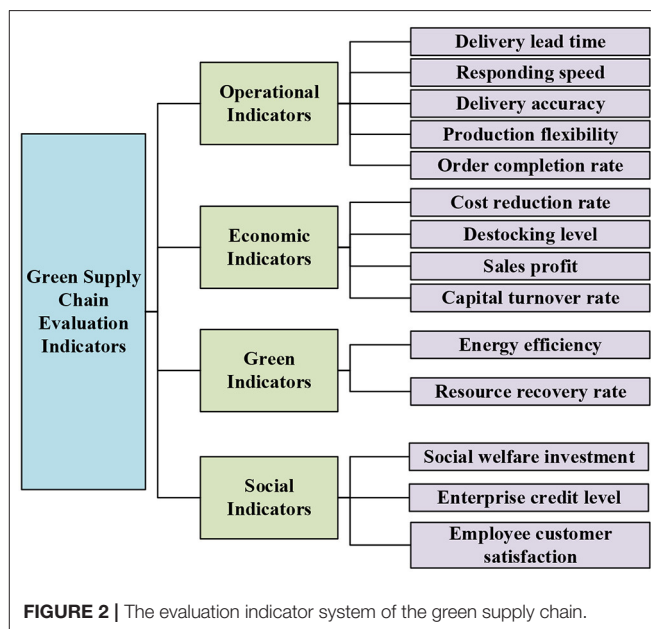 Green Supply
Chain
Evaluation
Indicators
Operational
Indicators
Delivery lead time
Responding speed
Delivery accuracy
Production flexibility
Order completion rate
Economic
Indicators
Cost reduction rate
Destocking level
Sales profit
Capital turnover rate
Green
Indicators
Energy efficiency
Resource recovery rate
Social
Indicators
Social welfare investment
Enterprise credit level
Employee customer
satisfaction
FIGURE 2 | The evaluation indicator system of the green supply chain.